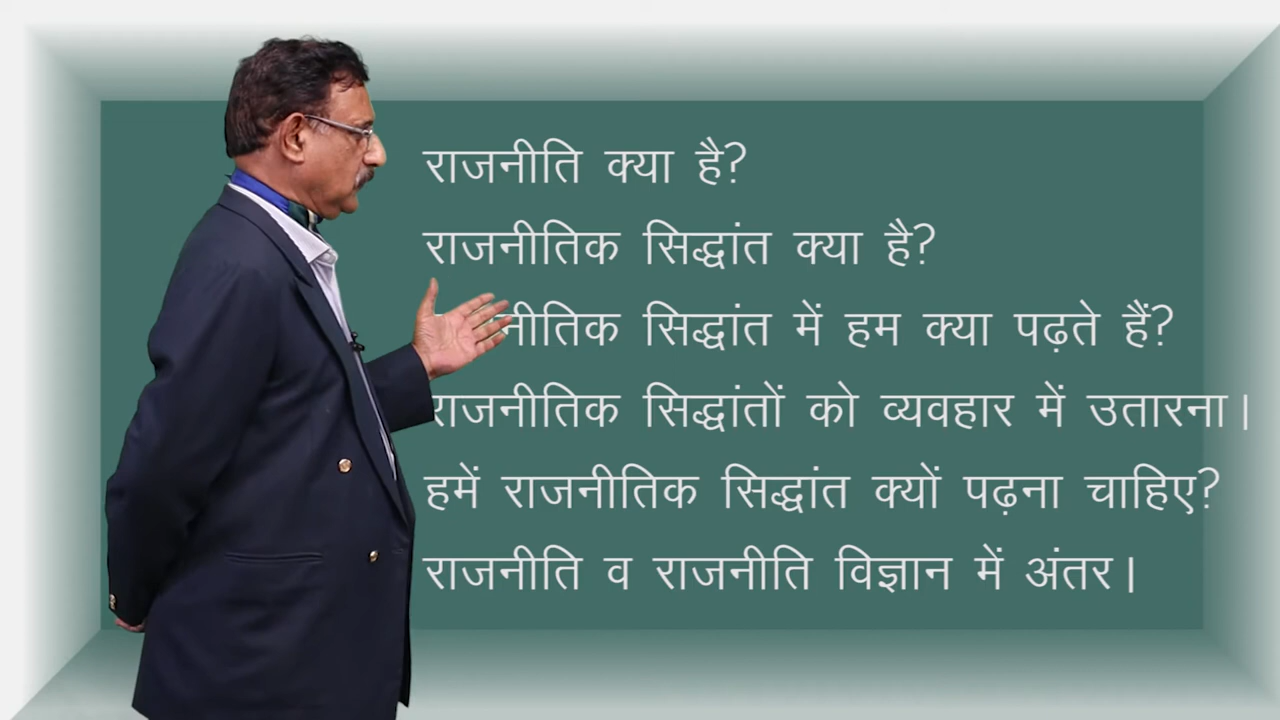 राजनीति क्या है?
राजनीतिक सिद्धांत क्या है?
सिद्धांत में हम क्या पढ़ते हैं?
राजनीतिक सिद्धांतों को व्यवहार में उतारना।
हमें राजनीतिक सिद्धांत क्यों पढ़ना चाहिए?
राजनीति व राजनीति विज्ञान में अंतर।